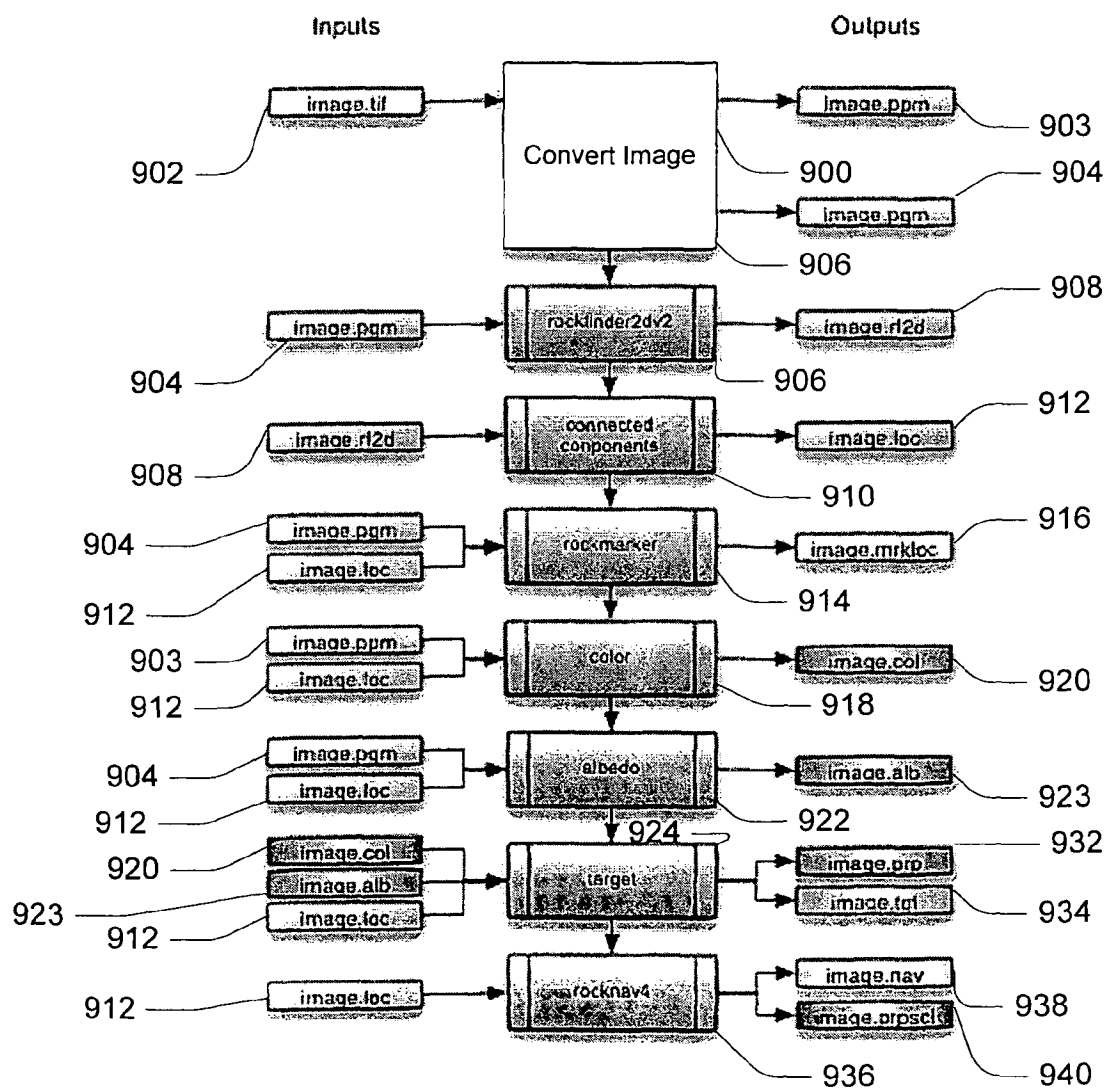 Inputs
Outputs
image.tif
Convert Image
image.ppm
902
903
900
904
image.pgm
906
image.pgm
rockfinder2dv2
image.rf2d
908
904
906
image.rf2d
connected
conponents
image.loc
912
908
910
904
image.pgm
image.loc
rockmarker
image.mrkloc
916
912
914
903
image.ppm
image.loc
color
image.col
920
912
918
904
image.pgm
image.loc
albedo
image.alb
923
912
922
924
920
image.col
image.alb
image.loc
target
image.prp
932
923
image.tgt
934
912
image.loc
rocknav4
image.nav
938
912
image.prpscl
936
940